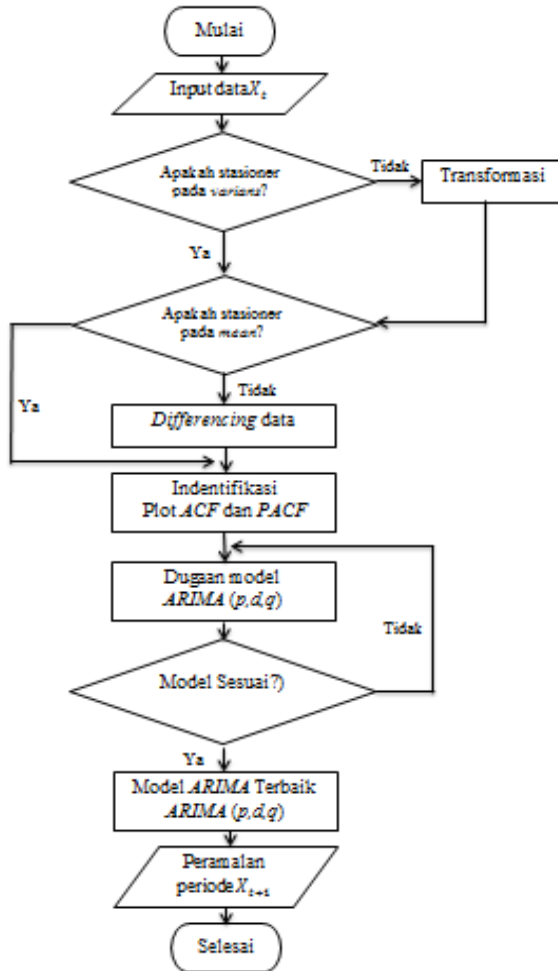 Mulai
Input data X_t
Apakah stasioner
pada varians?
Tidak
Transformasi
Ya
Apakah stasioner
pada mean?
Tidak
Ya
Differencing data
Indentifikasi
Plot ACF dan PACF
Dugaan model
ARIMA (p,d,q)
Tidak
Model Sesuai?)
Ya
Model ARIMA Terbaik
ARIMA (p,d,q)
Peramalan
periode X_{t+1}
Selesai